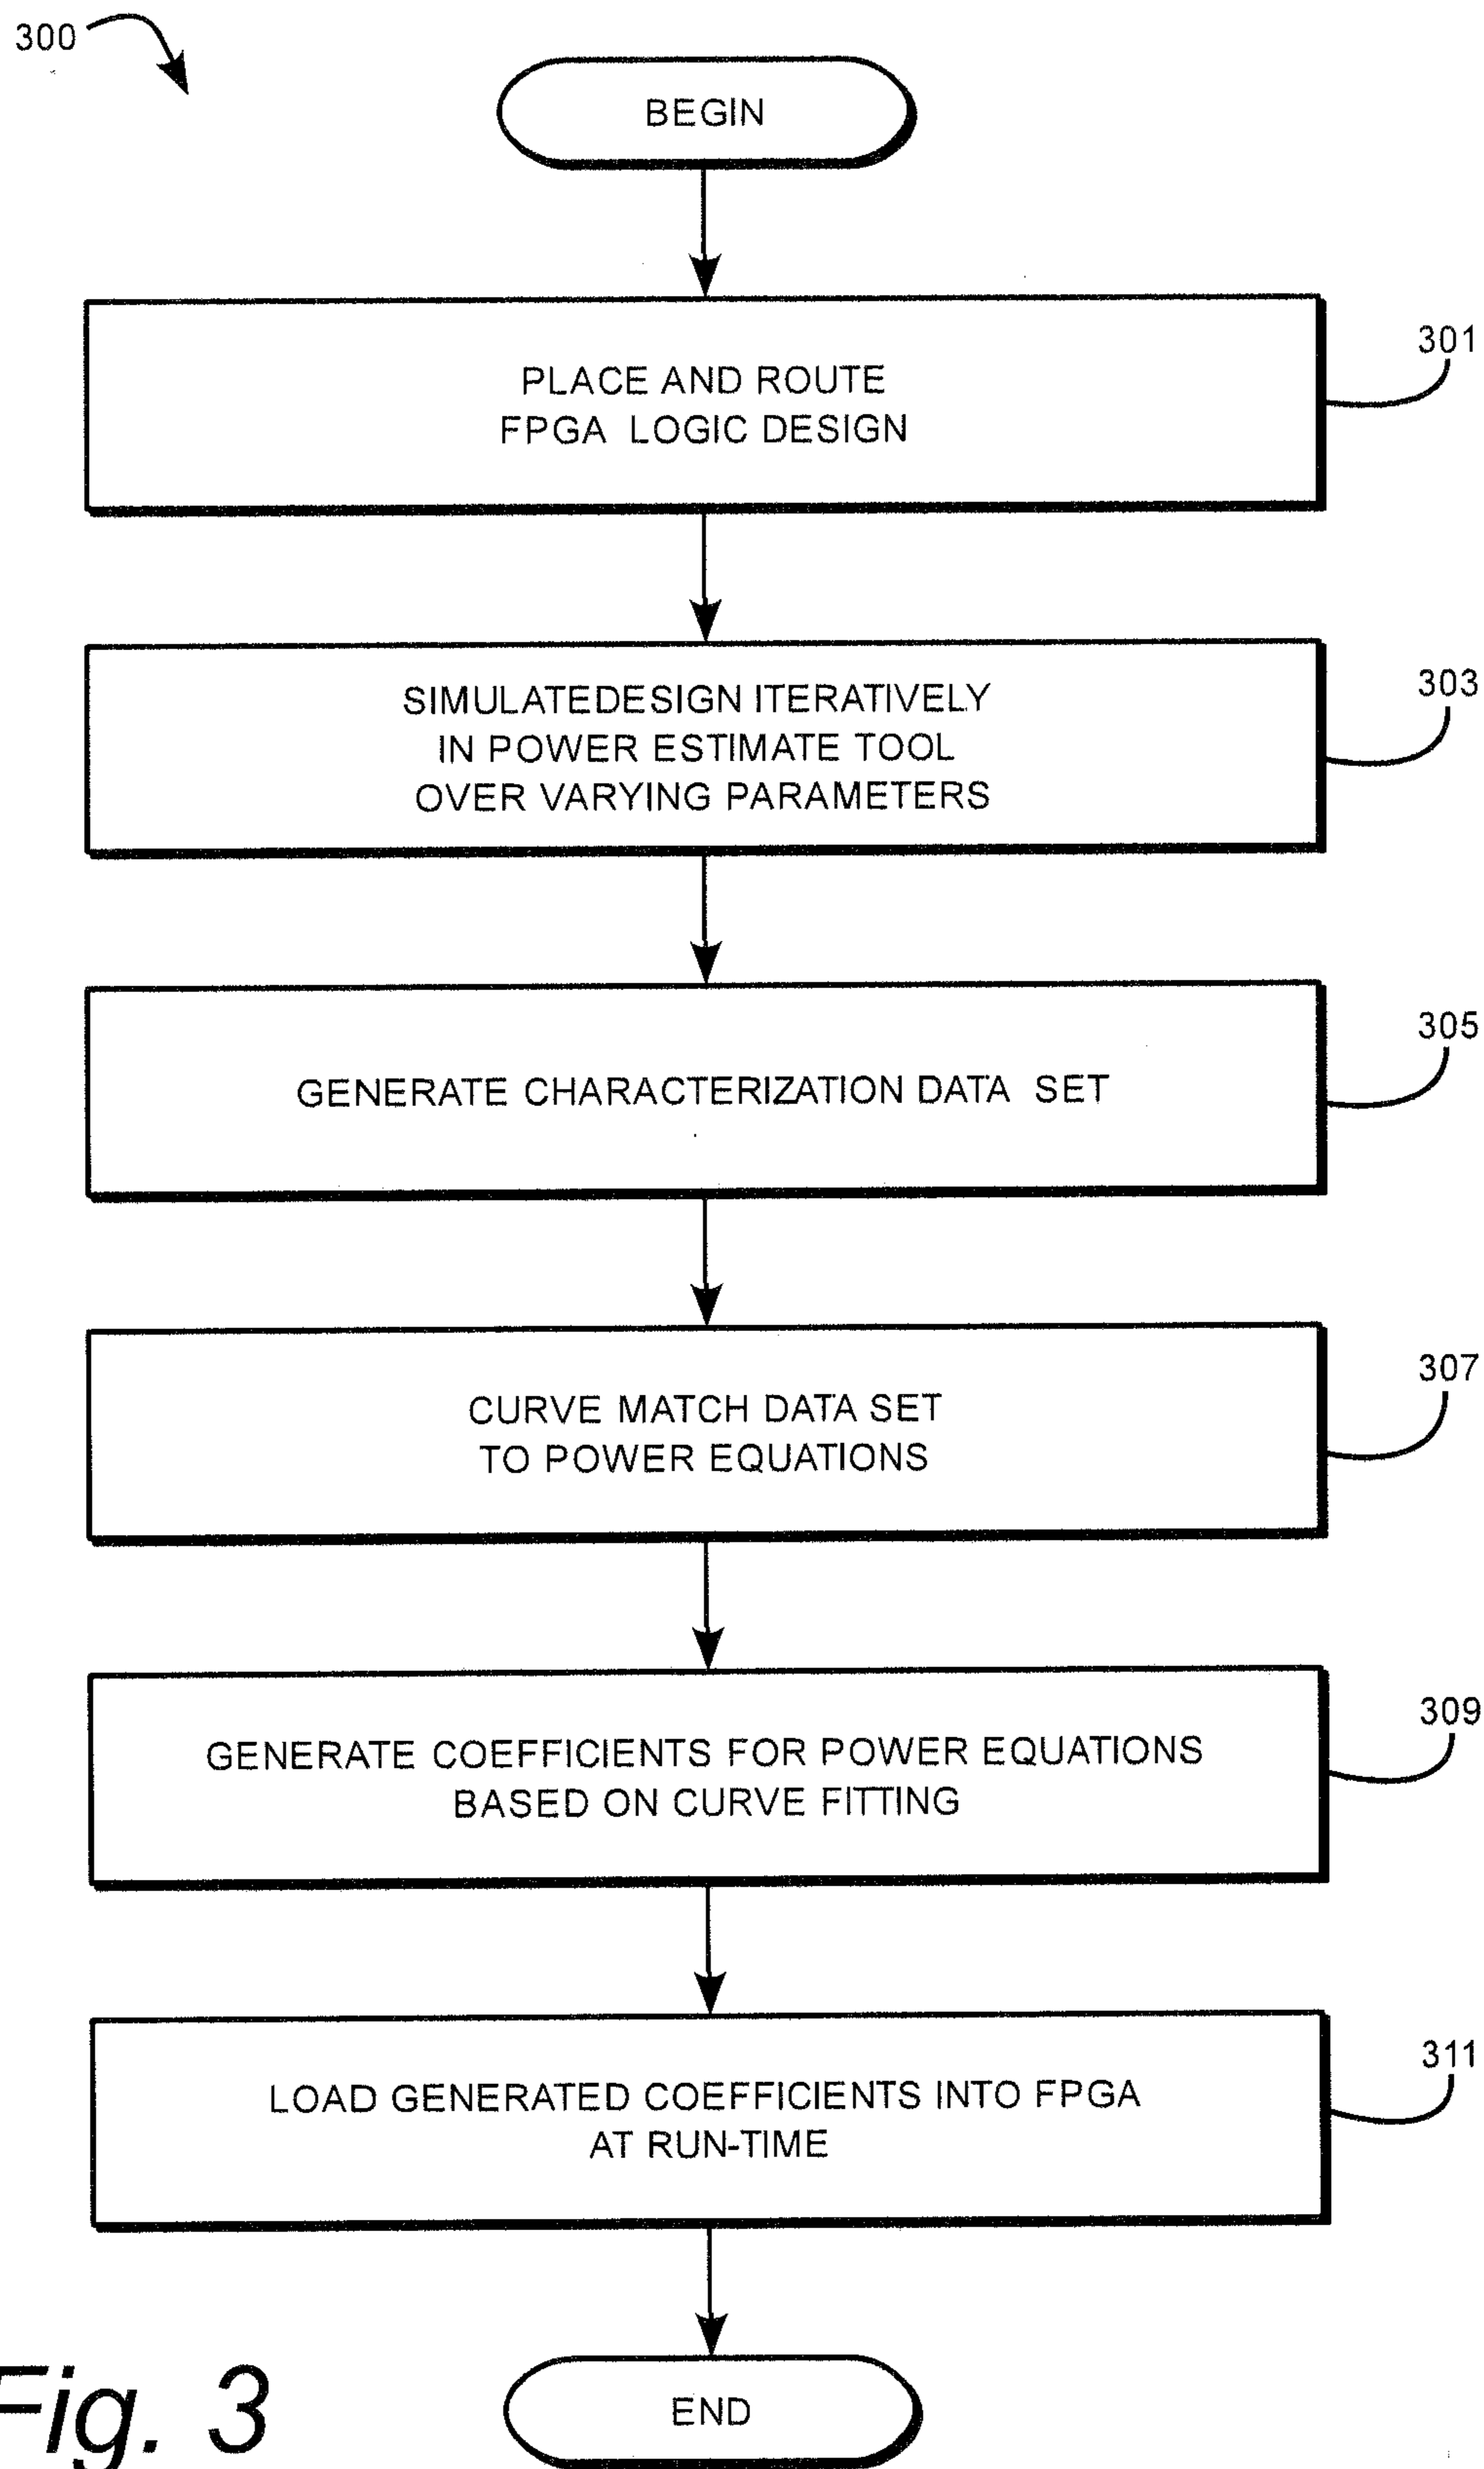 300
BEGIN
301
PLACE AND ROUTE
FPGA LOGIC DESIGN
303
SIMULATEDESIGN ITERATIVELY
IN POWER ESTIMATE TOOL
OVER VARYING PARAMETERS
305
GENERATE CHARACTERIZATION DATA SET
307
CURVE MATCH DATA SET
TO POWER EQUATIONS
309
GENERATE COEFFICIENTS FOR POWER EQUATIONS
BASED ON CURVE FITTING
311
LOAD GENERATED COEFFICIENTS INTO FPGA
AT RUN-TIME
END
Fig. 3